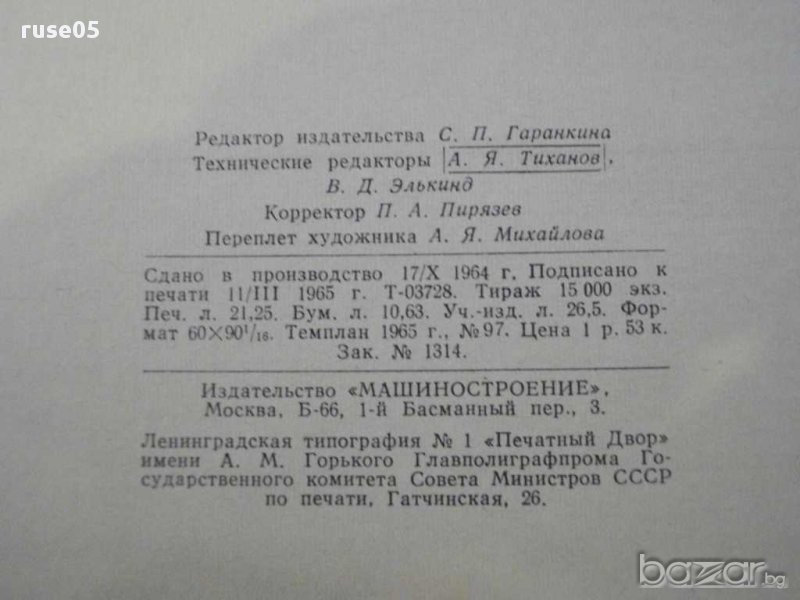 ruse05
Редактор издательства С. П. Гаранкина
Технические редакторы А. Я. Тиханов,
В. Д. Элькинд
Корректор П. А. Пирязев
Переплет художника А. Я. Михайлова
Сдано в производство 17/X 1964 г. Подписано к
печати 11/III 1965 г. Т-03728. Тираж 15 000 экз.
Печ. л. 21,25. Бум. л. 10,63. Уч.-изд. л. 26,5. Фор-
мат 60×90¹/₁₆. Темплан 1965 г., № 97. Цена 1 р. 53 к.
Зак. № 1314.
Издательство «МАШИНОСТРОЕНИЕ»,
Москва, Б-66, 1-й Басманный пер., 3.
Ленинградская типография № 1 «Печатный Двор»
имени А. М. Горького Главполиграфпрома Го-
сударственного комитета Совета Министров СССР
по печати, Гатчинская, 26.
bazar.bg